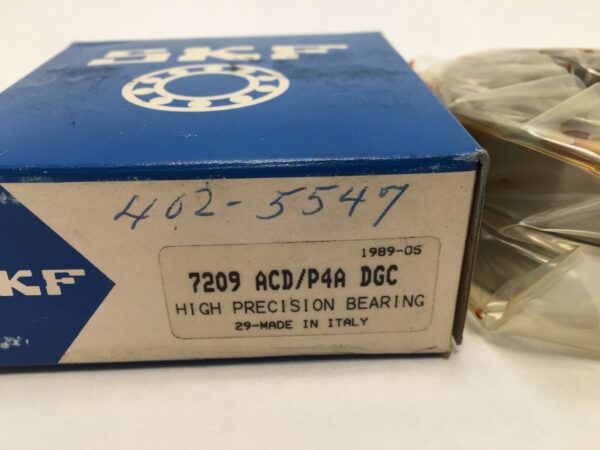 SKF
402-5547
SKF
1989-05
7209 ACD/P4A DGC
HIGH PRECISION BEARING
29-MADE IN ITALY